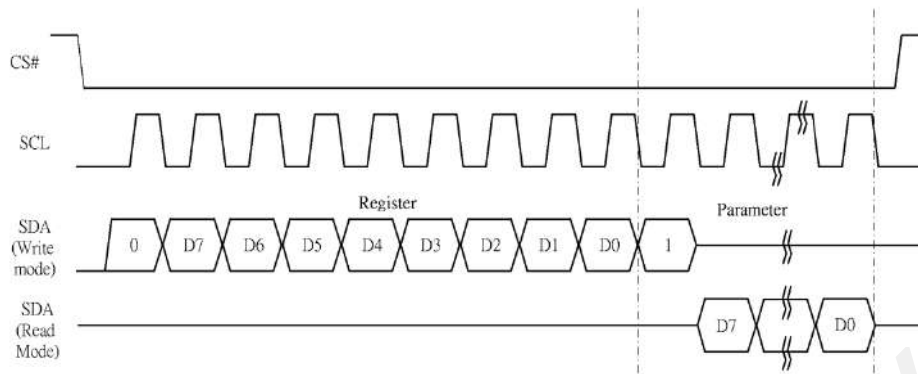 CS#
SCL
Register
Parameter
SDA
(Write
mode)
0 D7 D6 D5 D4 D3 D2 D1 D0 1
SDA
(Read
Mode)
D7 D0